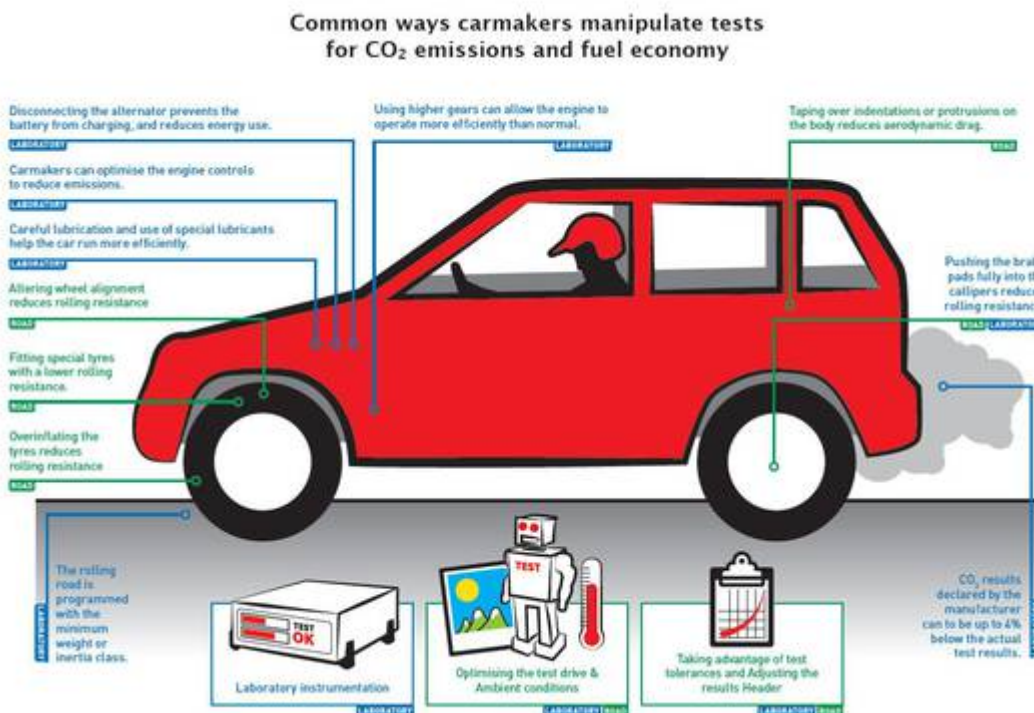 Common ways carmakers manipulate tests
for CO₂ emissions and fuel economy
Disconnecting the alternator prevents the
battery from charging, and reduces energy use.
LABORATORY
Carmakers can optimise the engine controls
to reduce emissions.
LABORATORY
Careful lubrication and use of special lubricants
help the car run more efficiently.
LABORATORY
Altering wheel alignment
reduces rolling resistance
ROAD
Fitting special tyres
with a lower rolling
resistance.
ROAD
Overinflating the
tyres reduces
rolling resistance
ROAD
Using higher gears can allow the engine to
operate more efficiently than normal.
LABORATORY
Taping over indentations or protrusions on
the body reduces aerodynamic drag.
ROAD
Pushing the brak
pads fully into th
callipers reduce
rolling resistanc
ROAD LABORATOR
The rolling
road is
programmed
with the
minimum
weight or
inertia class.
LABORATORY
TEST
OK
Laboratory instrumentation
LABORATORY
TEST
Optimising the test drive &
Ambient conditions
LABORATORY ROAD
Taking advantage of test
tolerances and Adjusting the
results Header
LABORATORY ROAD
CO₂ results
declared by the
manufacturer
can to be up to 4%
below the actual
test results.